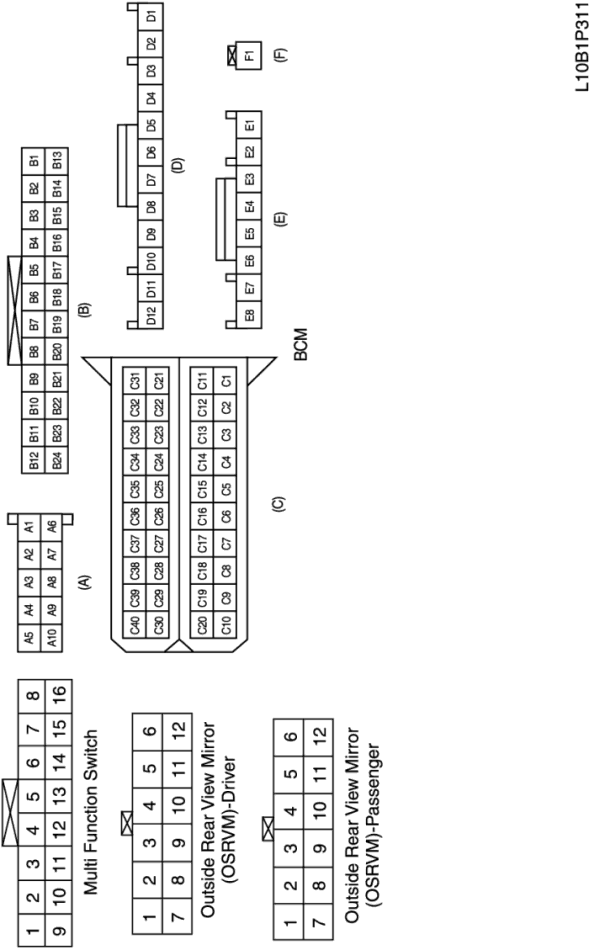 1 2 3 4 5 6 7 8
9 10 11 12 13 14 15 16
Multi Function Switch
A5 A4 A3 A2 A1
A10 A9 A8 A7 A6
(A)
B12 B11 B10 B9 B8 B7 B6 B5 B4 B3 B2 B1
B24 B23 B22 B21 B20 B19 B18 B17 B16 B15 B14 B13
(B)
1 2 3 4 5 6
7 8 9 10 11 12
Outside Rear View Mirror
(OSRVM)-Driver
C40 C39 C38 C37 C36 C35 C34 C33 C32 C31
C30 C29 C28 C27 C26 C25 C24 C23 C22 C21
C20 C19 C18 C17 C16 C15 C14 C13 C12 C11
C10 C9 C8 C7 C6 C5 C4 C3 C2 C1
(C)
D12 D11 D10 D9 D8 D7 D6 D5 D4 D3 D2 D1
(D)
E8 E7 E6 E5 E4 E3 E2 E1
(E)
F1
(F)
BCM
1 2 3 4 5 6
7 8 9 10 11 12
Outside Rear View Mirror
(OSRVM)-Passenger
L10B1P311